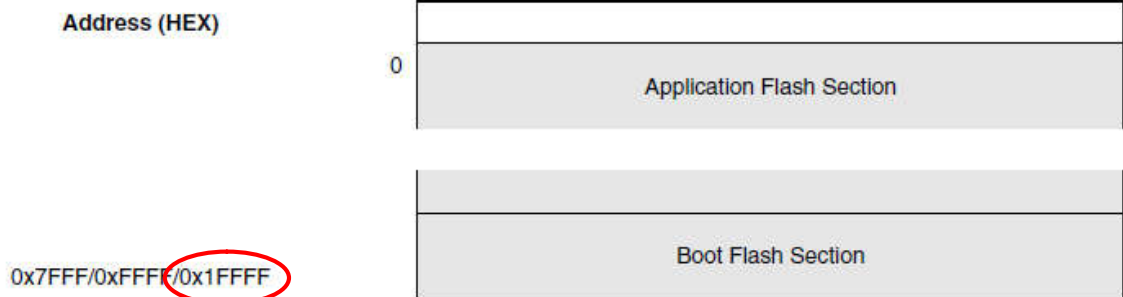 Address (HEX)
0
Application Flash Section
Boot Flash Section
0x7FFF/0xFFFF/0x1FFFF